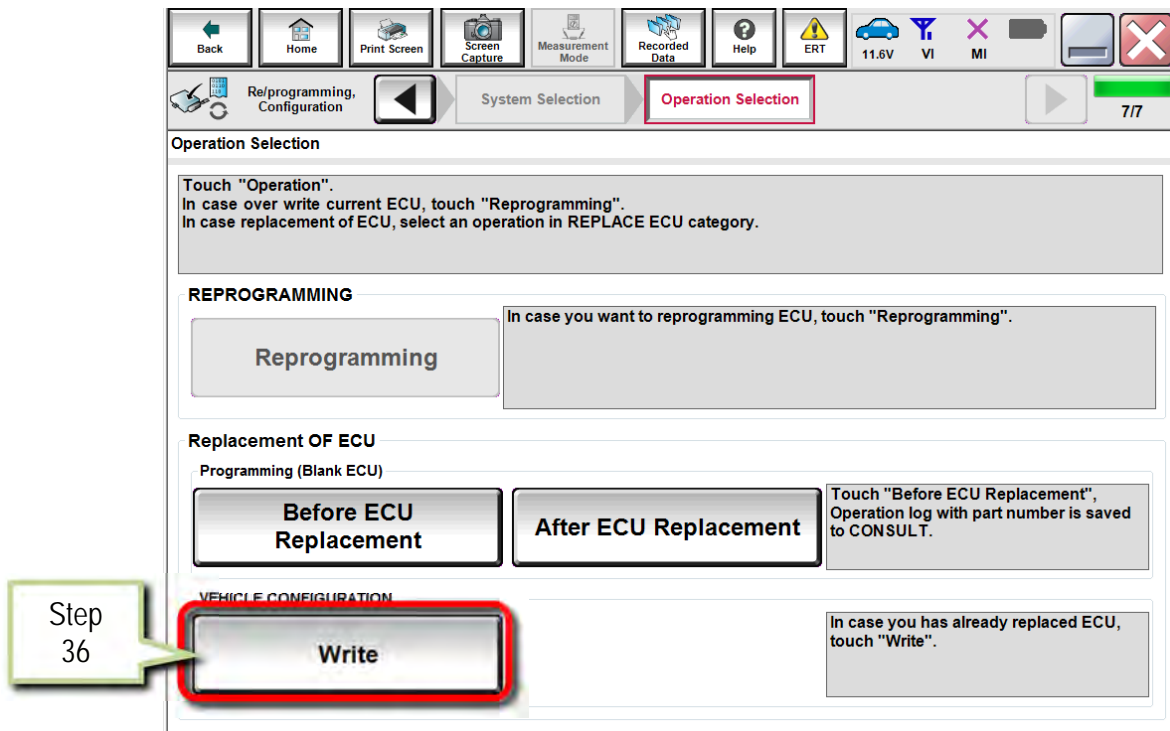 Back
Home
Print Screen
Screen
Capture
Measurement
Mode
Recorded
Data
Help
ERT
11.6V
VI
MI
Re/programming,
Configuration
System Selection
Operation Selection
7/7
Operation Selection
Touch "Operation".
In case over write current ECU, touch "Reprogramming".
In case replacement of ECU, select an operation in REPLACE ECU category.
REPROGRAMMING
Reprogramming
In case you want to reprogramming ECU, touch "Reprogramming".
Replacement OF ECU
Programming (Blank ECU)
Before ECU
Replacement
After ECU Replacement
Touch "Before ECU Replacement",
Operation log with part number is saved
to CONSULT.
VEHICLE CONFIGURATION
Step
36
Write
In case you has already replaced ECU,
touch "Write".